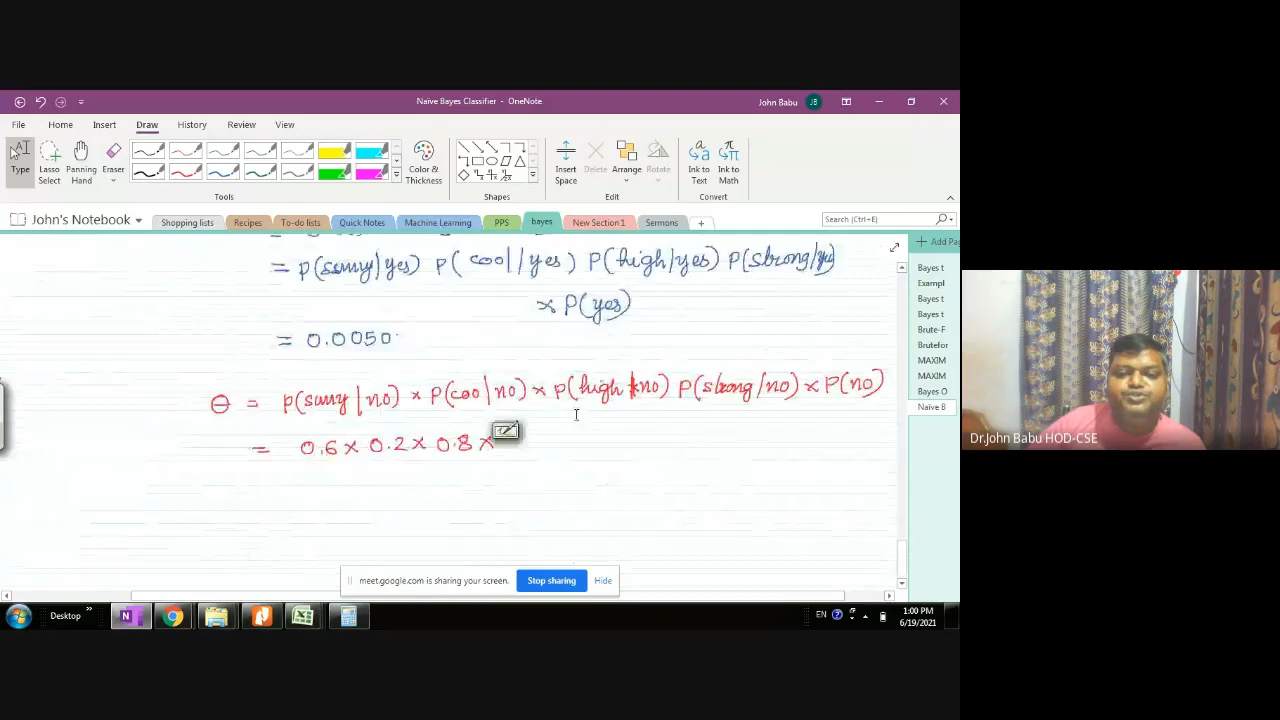 Naïve Bayes Classifier - OneNote
John Babu
JB
File Home Insert Draw History Review View
Type
Lasso Select
Panning Hand
Eraser
Color & Thickness
Insert Space
Delete
Arrange
Rotate
Ink to Text
Ink to Math
Tools
Shapes
Edit
Convert
John's Notebook
Shopping lists Recipes To-do lists Quick Notes Machine Learning PPS bayes New Section 1 Sermons
Search (Ctrl+E)
Add Pag
= P(sunny|yes) P(cool|/yes) P(high/yes) P(strong/yes)
× P(yes)
= 0.0050
⊖ = P(sunny|no) × P(coo|no) × P(high|no) P(strong/no) × P(no)
= 0.6 × 0.2 × 0.8 ×
Bayes t
Exampl
Bayes t
Bayes t
Brute-F
Brutefor
MAXIM
MAXIM
Bayes O
Naïve B
Dr.John Babu HOD-CSE
meet.google.com is sharing your screen. Stop sharing Hide
Desktop
EN
1:00 PM
6/19/2021